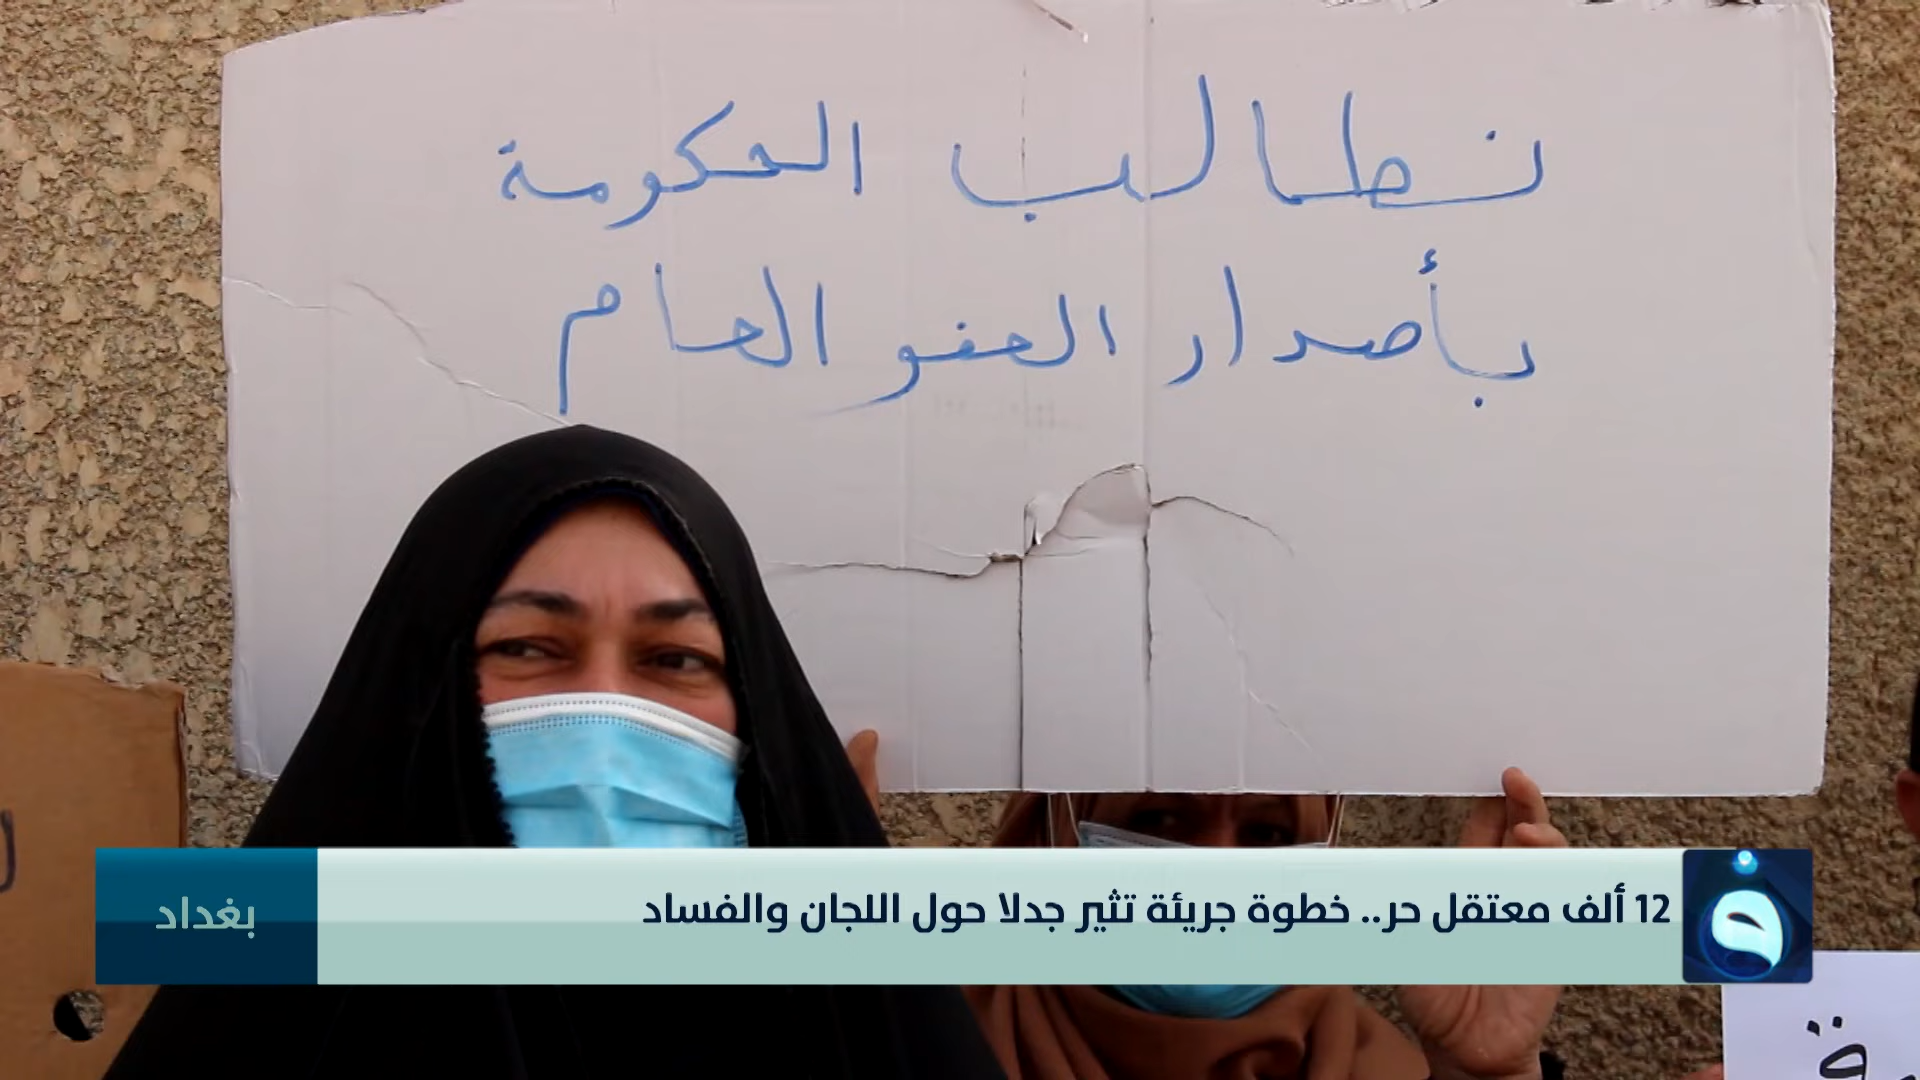 نطالب الحكومة
بأصدار العفو العام
12 ألف معتقل حر.. خطوة جريئة تثير جدلا حول اللجان والفساد
بغداد